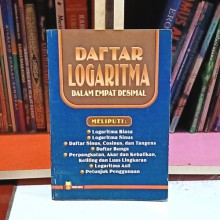 DAFTAR
LOGARITMA
DALAM EMPAT DESIMAL
MELIPUTI:
Logaritma Biasa
Logaritma Sinus
Daftar Sinus, Cosinus, dan Tangens
Daftar Bunga
Perpangkatan, Akar dan Kebalikan,
Keliling dan Luas Lingkaran
Logaritma Asli
Petunjuk Penggunaan